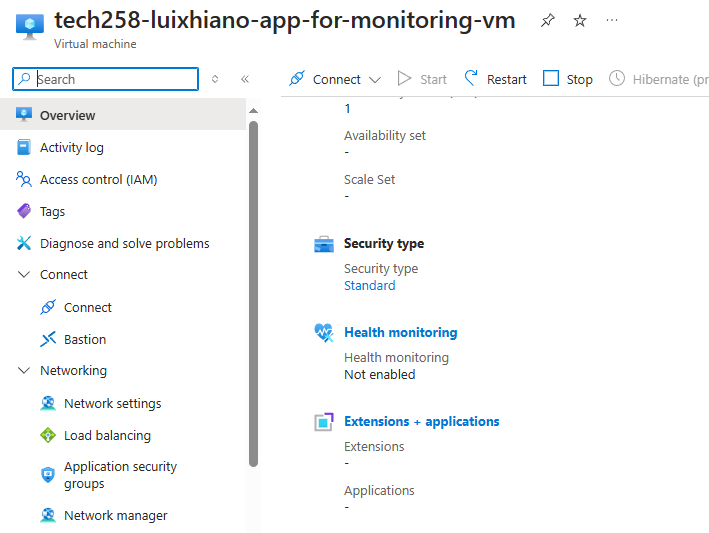 tech258-luixhiano-app-for-monitoring-vm
Virtual machine
Search
Connect
Start
Restart
Stop
Hibernate (pr
Overview
Activity log
Access control (IAM)
Tags
Diagnose and solve problems
Connect
Connect
Bastion
Networking
Network settings
Load balancing
Application security
groups
Network manager
1
Availability set
-
Scale Set
-
Security type
Security type
Standard
Health monitoring
Health monitoring
Not enabled
Extensions + applications
Extensions
-
Applications
-